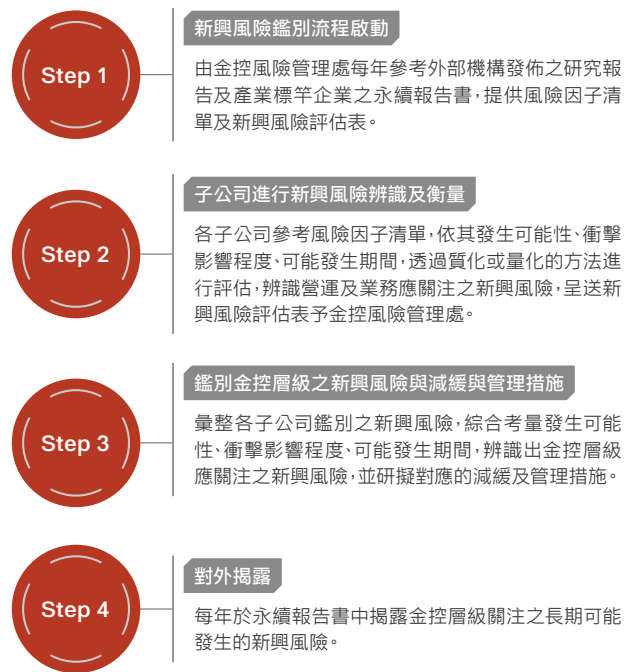 Step 1
新興風險鑑別流程啟動
由金控風險管理處每年參考外部機構發佈之研究報
告及產業標竿企業之永續報告書，提供風險因子清
單及新興風險評估表。
Step 2
子公司進行新興風險辨識及衡量
各子公司參考風險因子清單，依其發生可能性、衝擊
影響程度、可能發生期間，透過質化或量化的方法進
行評估，辨識營運及業務應關注之新興風險，呈送新
興風險評估表予金控風險管理處。
Step 3
鑑別金控層級之新興風險與減緩與管理措施
彙整各子公司鑑別之新興風險，綜合考量發生可能
性、衝擊影響程度、可能發生期間，辨識出金控層級
應關注之新興風險，並研擬對應的減緩及管理措施。
Step 4
對外揭露
每年於永續報告書中揭露金控層級關注之長期可能
發生的新興風險。